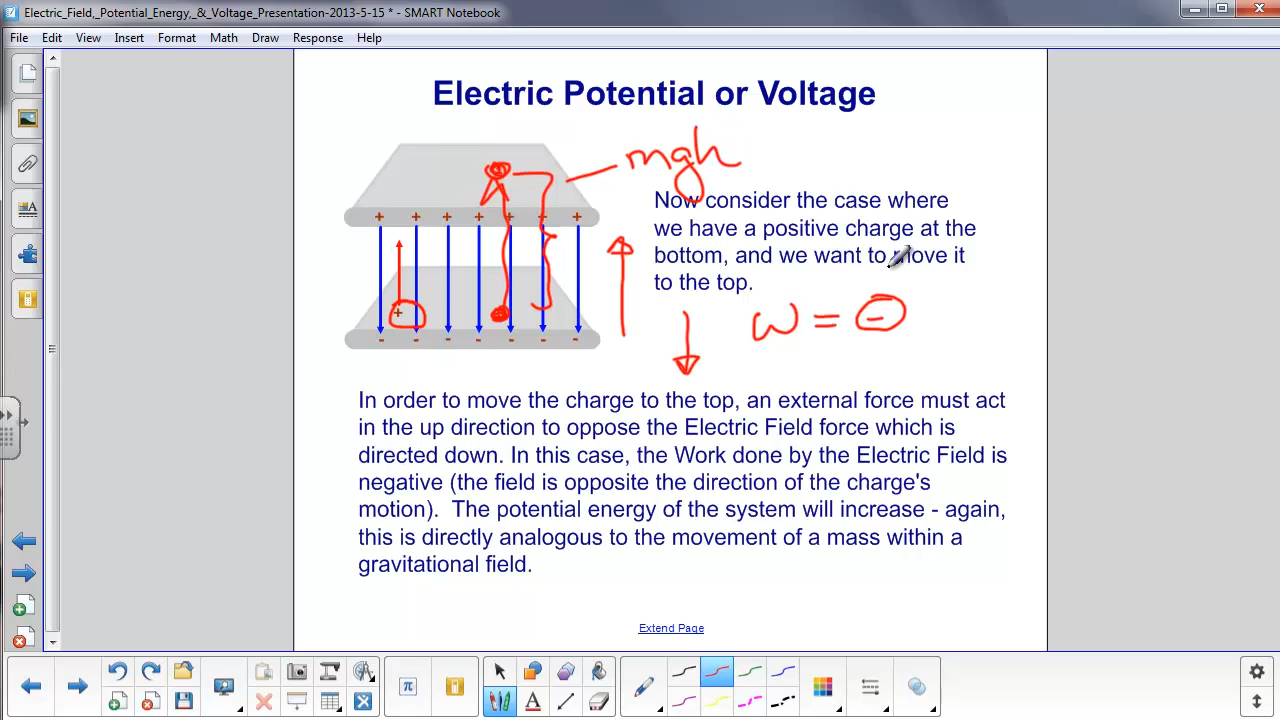 Electric_Field,_Potential_Energy,_&_Voltage_Presentation-2013-5-15 * - SMART Notebook
File Edit View Insert Format Math Draw Response Help
Electric Potential or Voltage
mgh
Now consider the case where
we have a positive charge at the
bottom, and we want to move it
to the top.
+ + + + + + +
+
- - - - - - -
W = -
In order to move the charge to the top, an external force must act
in the up direction to oppose the Electric Field force which is
directed down. In this case, the Work done by the Electric Field is
negative (the field is opposite the direction of the charge's
motion). The potential energy of the system will increase - again,
this is directly analogous to the movement of a mass within a
gravitational field.
Extend Page
π
A